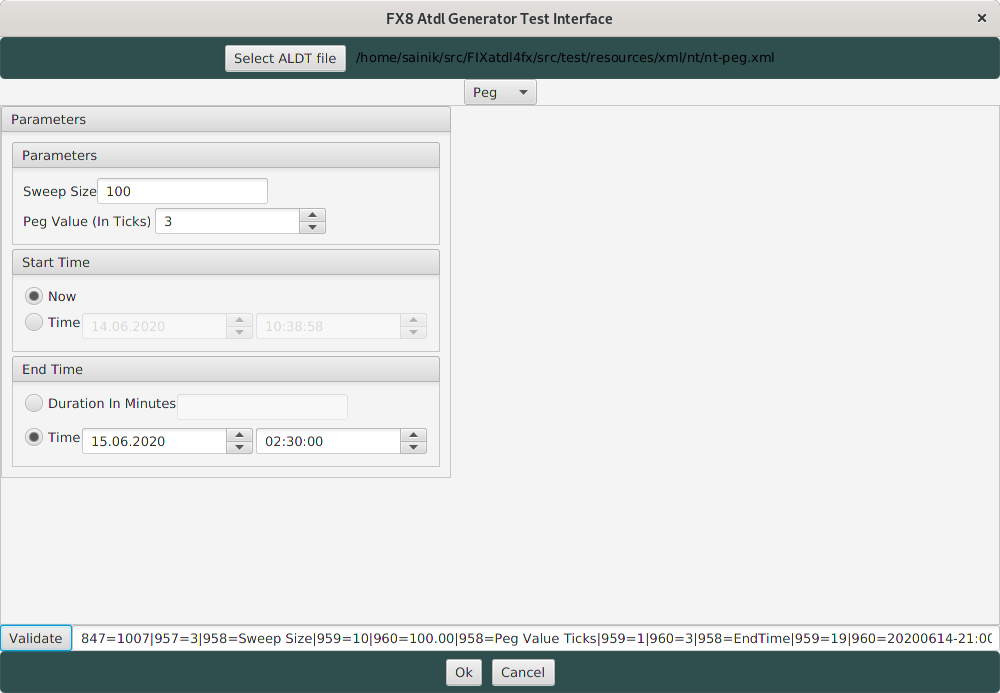 FX8 Atdl Generator Test Interface ×
Select ALDT file /home/sainik/src/FIXatdl4fx/src/test/resources/xml/nt/nt-peg.xml
Peg
Parameters
Parameters
Sweep Size 100
Peg Value (In Ticks) 3
Start Time
Now
Time 14.06.2020 10:38:58
End Time
Duration In Minutes
Time 15.06.2020 02:30:00
Validate 847=1007|957=3|958=Sweep Size|959=10|960=100.00|958=Peg Value Ticks|959=1|960=3|958=EndTime|959=19|960=20200614-21:00
Ok Cancel